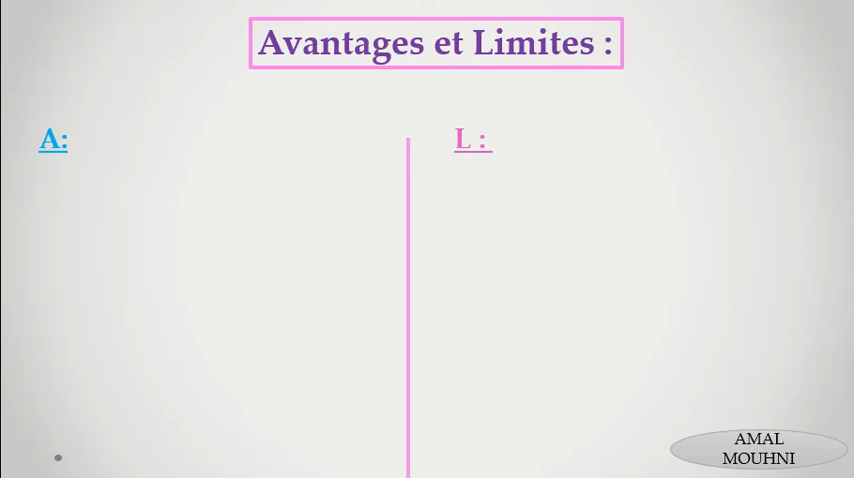 Avantages et Limites :
A:
L :
AMAL
MOUHNI